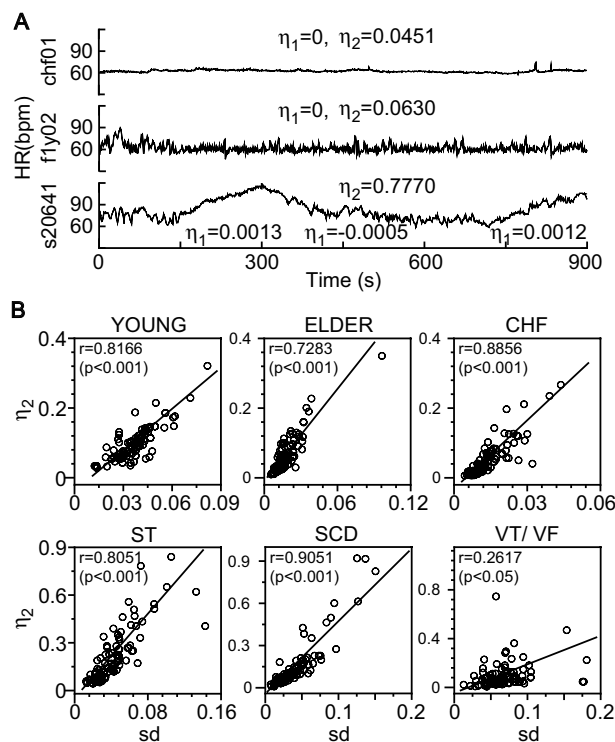 A
η1=0, η2=0.0451
chf01
90
60
η1=0 η2=0.0630
HR(bpm)
f1y02
90
60
η2=0.7770
s20641
90
60
η1=0.0013 η1=-0.0005 η1=0.0012
0 300 600 900
Time (s)
B
YOUNG ELDER CHF
0.4 0.4 0.4
r=0.8166 r=0.7283 r=0.8856
(p<0.001) (p<0.001) (p<0.001)
η2
0.2 0.2 0.2
0 0 0
0 0.03 0.06 0.09 0 0.06 0.12 0 0.02 0.04 0.06
ST SCD VT/ VF
0.9 1.2
r=0.8051 r=0.9051 r=0.2617
(p<0.001) (p<0.001) (p<0.05)
0.9 0.8
η2
0.6 0.6
0.3 0.3 0.4
0 0 0
0 0.08 0.16 0 0.1 0.2 0 0.1 0.2
sd sd sd